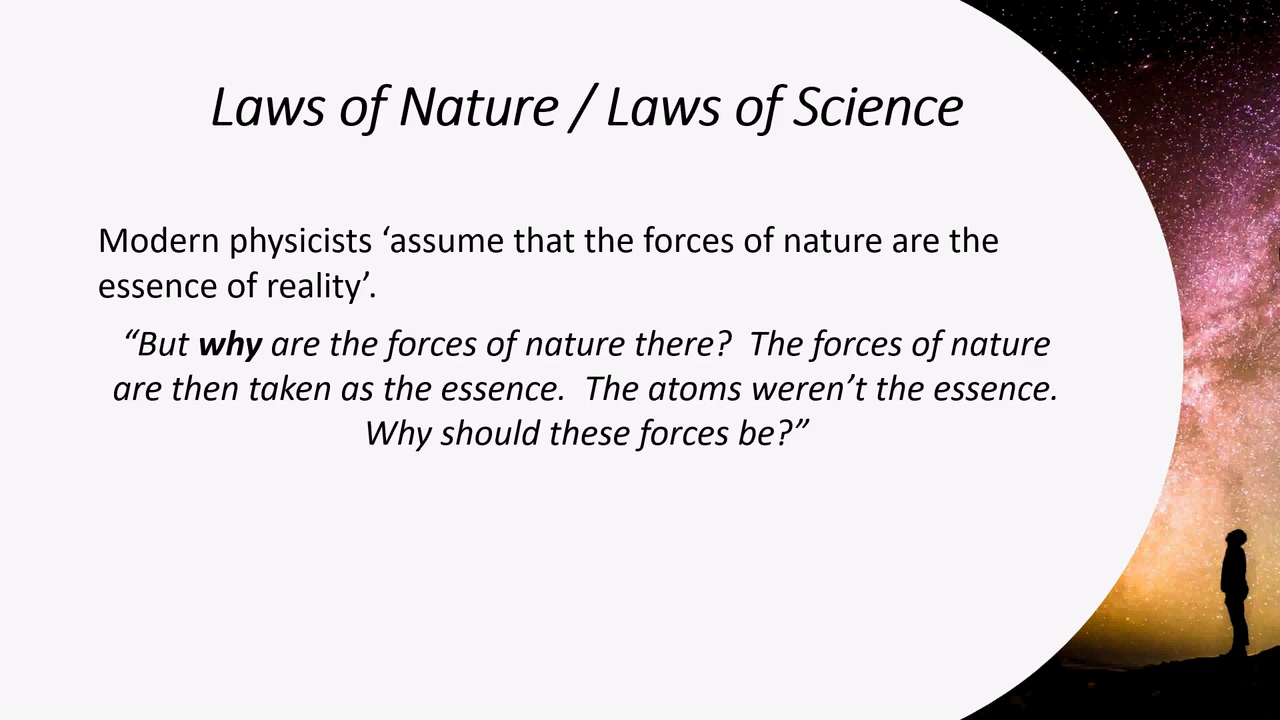 Laws of Nature / Laws of Science
Modern physicists ‘assume that the forces of nature are the
essence of reality’.
“But why are the forces of nature there?  The forces of nature
are then taken as the essence.  The atoms weren’t the essence.
Why should these forces be?”